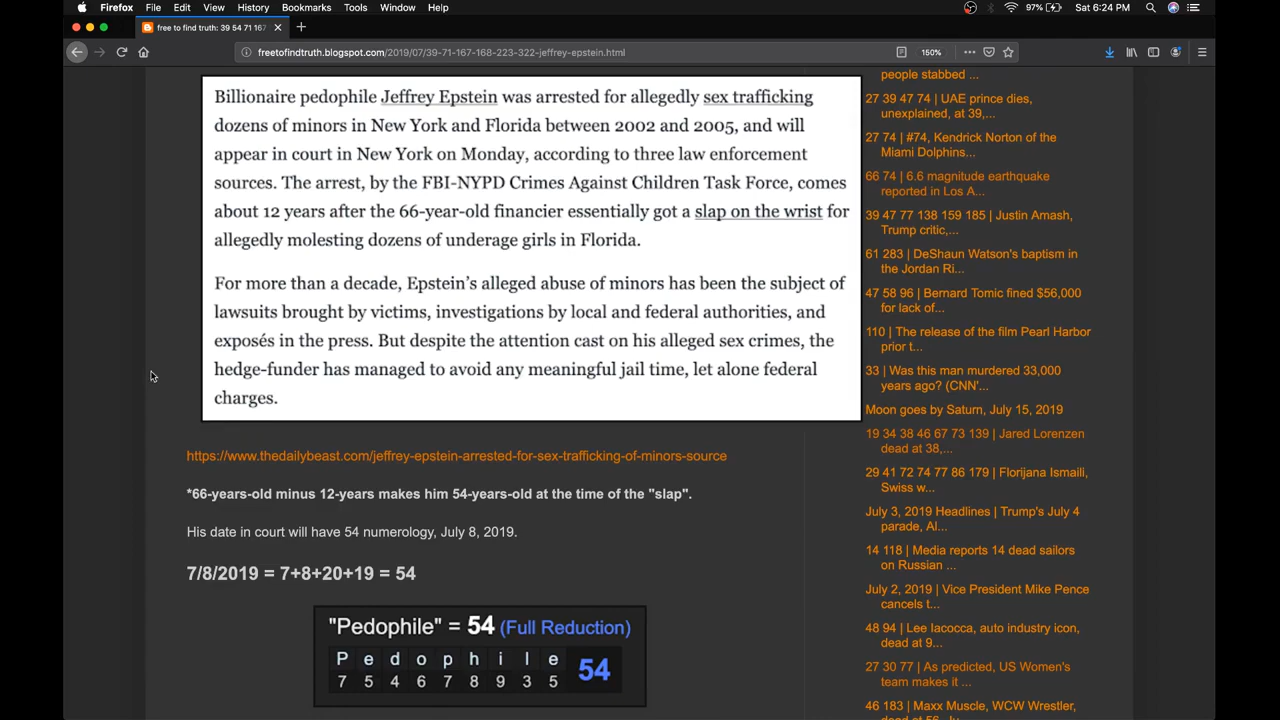 Firefox File Edit View History Bookmarks Tools Window Help 97% Sat 6:24 PM
free to find truth: 39 54 71 167
freetofindtruth.blogspot.com/2019/07/39-71-167-168-223-322-jeffrey-epstein.html 150%
Billionaire pedophile Jeffrey Epstein was arrested for allegedly sex trafficking
dozens of minors in New York and Florida between 2002 and 2005, and will
appear in court in New York on Monday, according to three law enforcement
sources. The arrest, by the FBI-NYPD Crimes Against Children Task Force, comes
about 12 years after the 66-year-old financier essentially got a slap on the wrist for
allegedly molesting dozens of underage girls in Florida.
For more than a decade, Epstein's alleged abuse of minors has been the subject of
lawsuits brought by victims, investigations by local and federal authorities, and
exposés in the press. But despite the attention cast on his alleged sex crimes, the
hedge-funder has managed to avoid any meaningful jail time, let alone federal
charges.
https://www.thedailybeast.com/jeffrey-epstein-arrested-for-sex-trafficking-of-minors-source
*66-years-old minus 12-years makes him 54-years-old at the time of the "slap".
His date in court will have 54 numerology, July 8, 2019.
7/8/2019 = 7+8+20+19 = 54
"Pedophile" = 54 (Full Reduction)
P e d o p h i l e
7 5 4 6 7 8 9 3 5 54
people stabbed ...
27 39 47 74 | UAE prince dies,
unexplained, at 39,...
27 74 | #74, Kendrick Norton of the
Miami Dolphins...
66 74 | 6.6 magnitude earthquake
reported in Los A...
39 47 77 138 159 185 | Justin Amash,
Trump critic,...
61 283 | DeShaun Watson's baptism in
the Jordan Ri...
47 58 96 | Bernard Tomic fined $56,000
for lack of...
110 | The release of the film Pearl Harbor
prior t...
33 | Was this man murdered 33,000
years ago? (CNN'...
Moon goes by Saturn, July 15, 2019
19 34 38 46 67 73 139 | Jared Lorenzen
dead at 38,...
29 41 72 74 77 86 179 | Florijana Ismaili,
Swiss w...
July 3, 2019 Headlines | Trump's July 4
parade, Al...
14 118 | Media reports 14 dead sailors
on Russian ...
July 2, 2019 | Vice President Mike Pence
cancels t...
48 94 | Lee Iacocca, auto industry icon,
dead at 9...
27 30 77 | As predicted, US Women's
team makes it ...
46 183 | Maxx Muscle, WCW Wrestler,